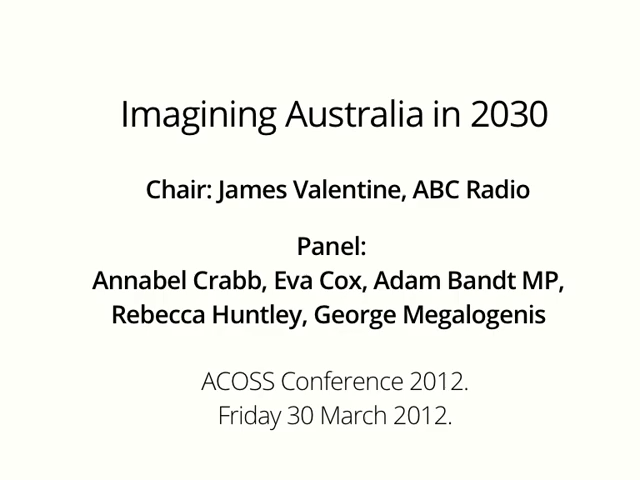 Imagining Australia in 2030
Chair: James Valentine, ABC Radio
Panel:
Annabel Crabb, Eva Cox, Adam Bandt MP,
Rebecca Huntley, George Megalogenis
ACOSS Conference 2012.
Friday 30 March 2012.